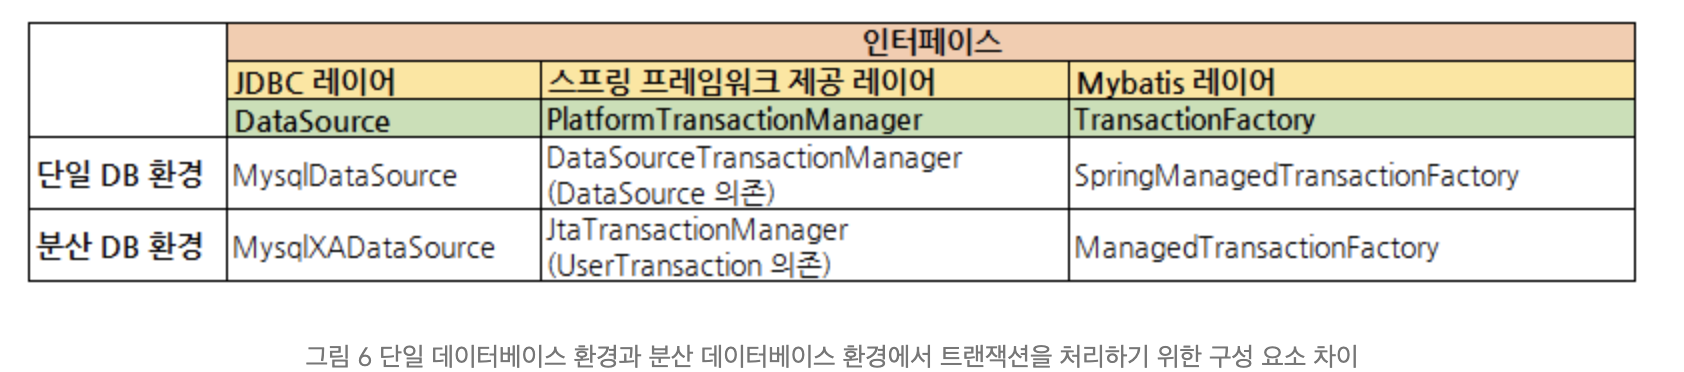 인터페이스
JDBC 레이어 스프링 프레임워크 제공 레이어 Mybatis 레이어
DataSource PlatformTransactionManager TransactionFactory
단일 DB 환경 MysqlDataSource DataSourceTransactionManager
(DataSource 의존) SpringManagedTransactionFactory
분산 DB 환경 MysqlXADataSource JtaTransactionManager
(UserTransaction 의존) ManagedTransactionFactory
그림 6 단일 데이터베이스 환경과 분산 데이터베이스 환경에서 트랜잭션을 처리하기 위한 구성 요소 차이